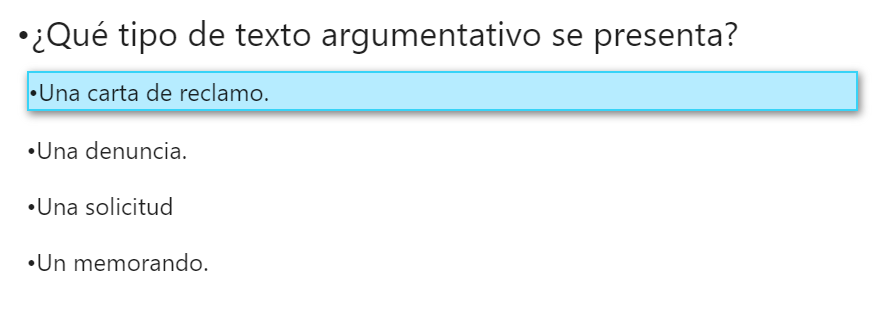 •¿Qué tipo de texto argumentativo se presenta?
•Una carta de reclamo.
•Una denuncia.
•Una solicitud
•Un memorando.